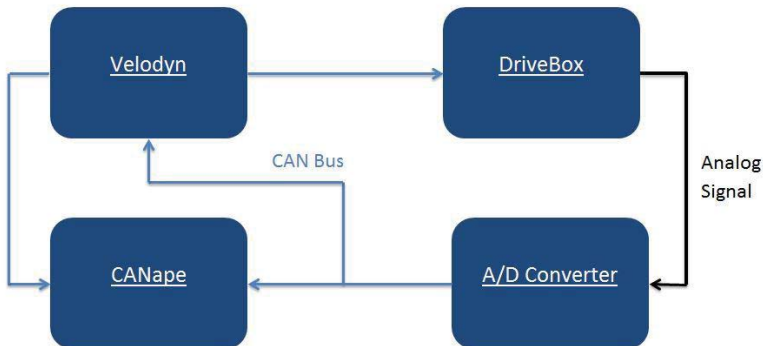 Velodyn
DriveBox
CAN Bus
Analog
Signal
CANape
A/D Converter